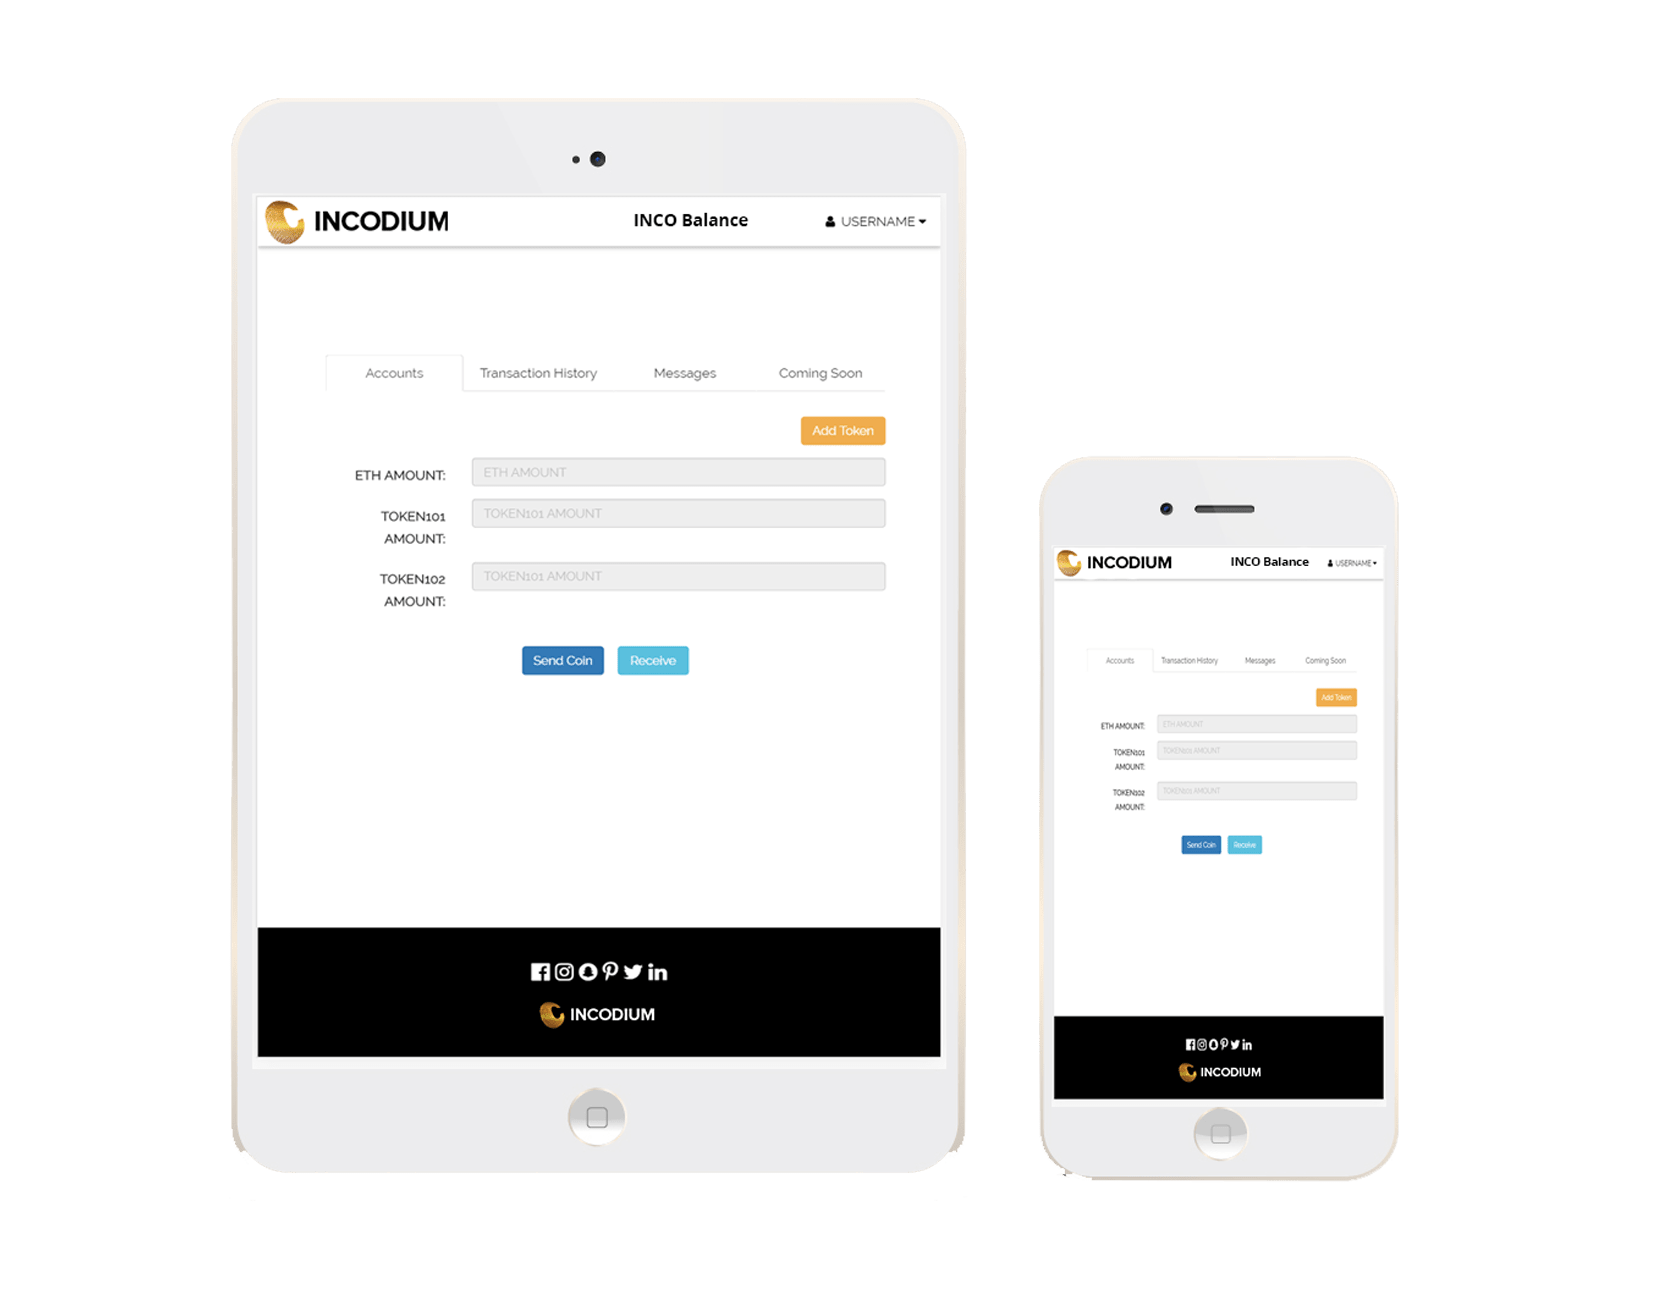 INCODIUM INCO Balance USERNAME
Accounts Transaction History Messages Coming Soon
Add Token
ETH AMOUNT: ETH AMOUNT
TOKEN101 TOKEN101 AMOUNT
AMOUNT:
TOKEN102 TOKEN101 AMOUNT
AMOUNT:
Send Coin Receive
INCODIUM
INCODIUM INCO Balance USERNAME
Accounts Transaction History Messages Coming Soon
Add Token
ETH AMOUNT: ETH AMOUNT
TOKEN101 TOKEN101 AMOUNT
AMOUNT:
TOKEN102 TOKEN101 AMOUNT
AMOUNT:
Send Coin Receive
INCODIUM